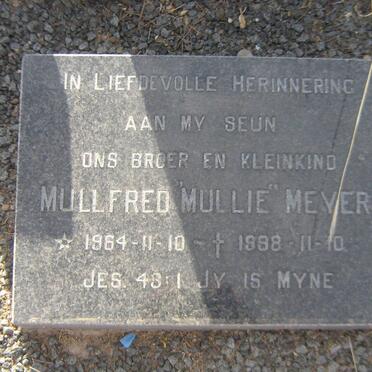 IN LIEFDEVOLLE HERINNERING
AAN MY SEUN
ONS BROER EN KLEINKIND
MULLFRED "MULLIE" MEYER
☆ 1964-11-10 - † 1998-11-10
JES. 43:1 JY IS MYNE